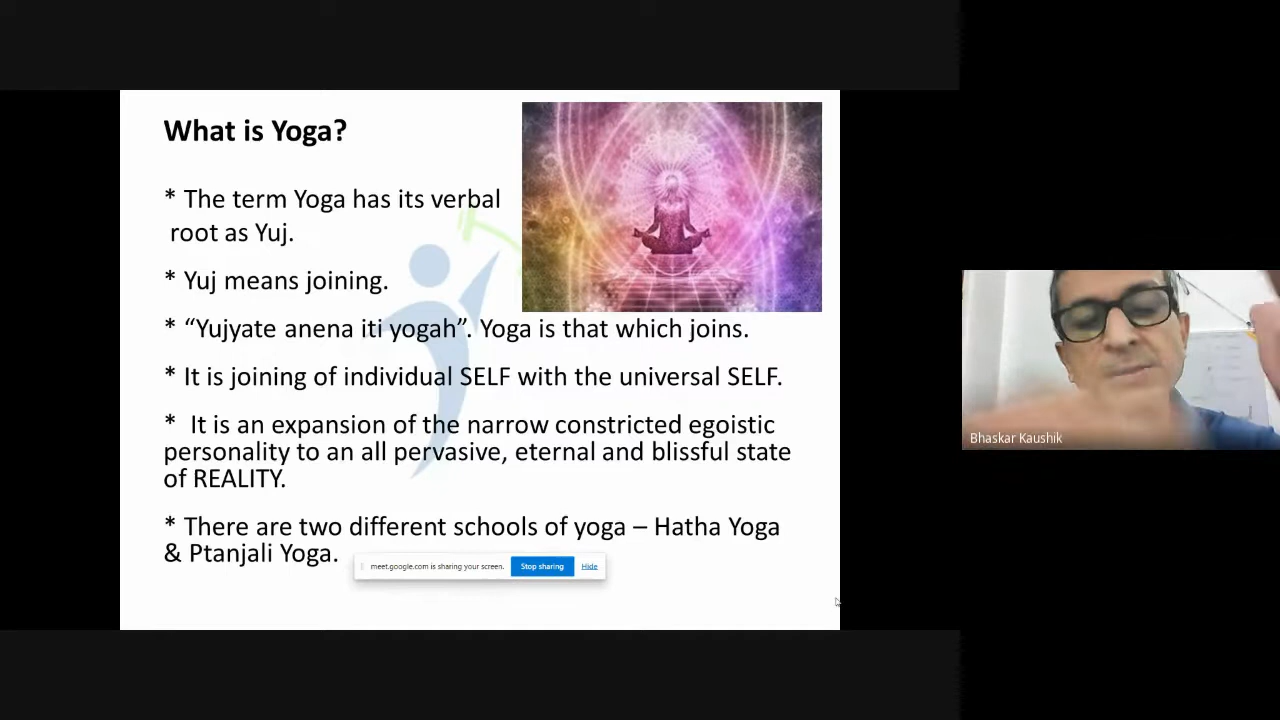 What is Yoga?
* The term Yoga has its verbal
root as Yuj.
* Yuj means joining.
* “Yujyate anena iti yogah”. Yoga is that which joins.
* It is joining of individual SELF with the universal SELF.
* It is an expansion of the narrow constricted egoistic
personality to an all pervasive, eternal and blissful state
of REALITY.
* There are two different schools of yoga – Hatha Yoga
& Ptanjali Yoga.
meet.google.com is sharing your screen. Stop sharing Hide
Bhaskar Kaushik